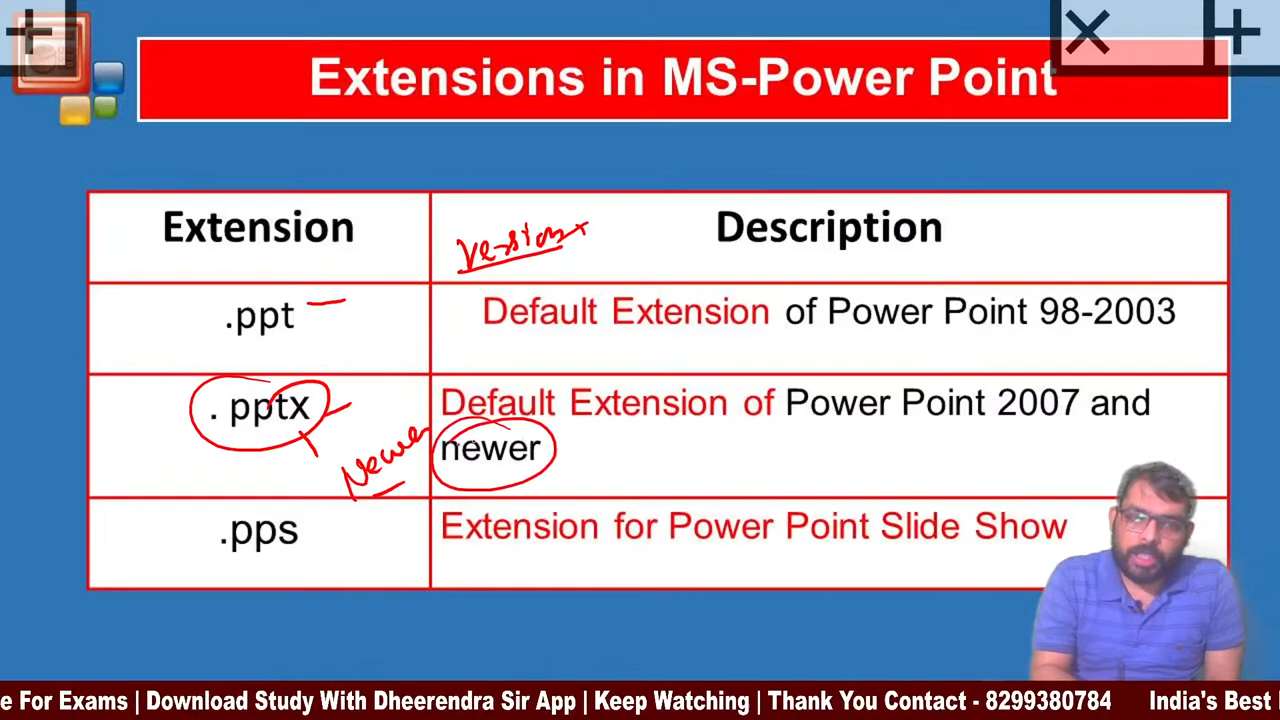 Extensions in MS-Power Point
Extension
Version
Description
.ppt
Default Extension of Power Point 98-2003
. pptx
Newer
Default Extension of Power Point 2007 and
newer
.pps
Extension for Power Point Slide Show
e For Exams | Download Study With Dheerendra Sir App | Keep Watching | Thank You Contact - 8299380784 India's Best